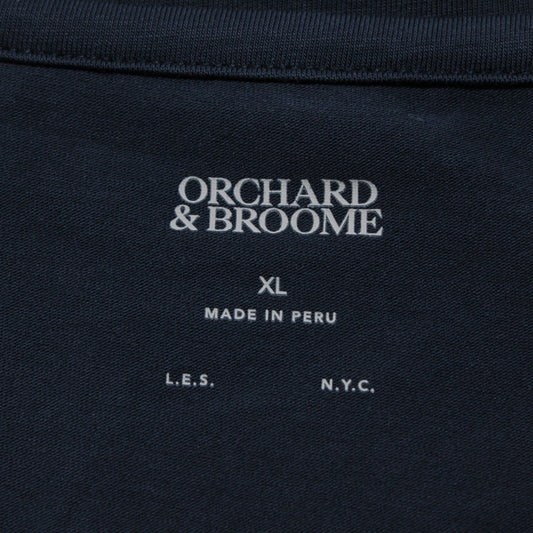 ORCHARD
& BROOME
XL
MADE IN PERU
L.E.S. N.Y.C.